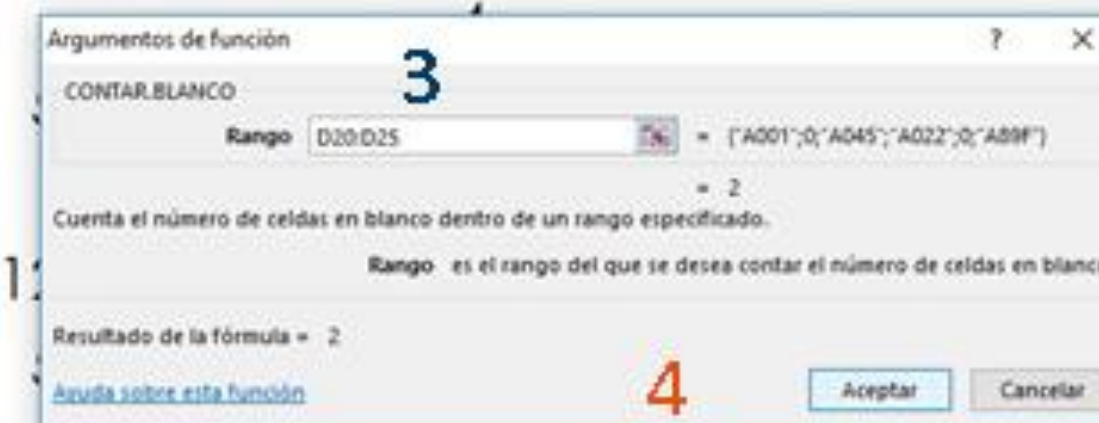 Argumentos de función ? ×
3
CONTAR.BLANCO
Rango D20:D25 = {"A001";0;"A045";"A022";0;"A89F"}
= 2
Cuenta el número de celdas en blanco dentro de un rango especificado.
Rango es el rango del que se desea contar el número de celdas en blanco
Resultado de la fórmula = 2
4
Ayuda sobre esta función Aceptar Cancelar